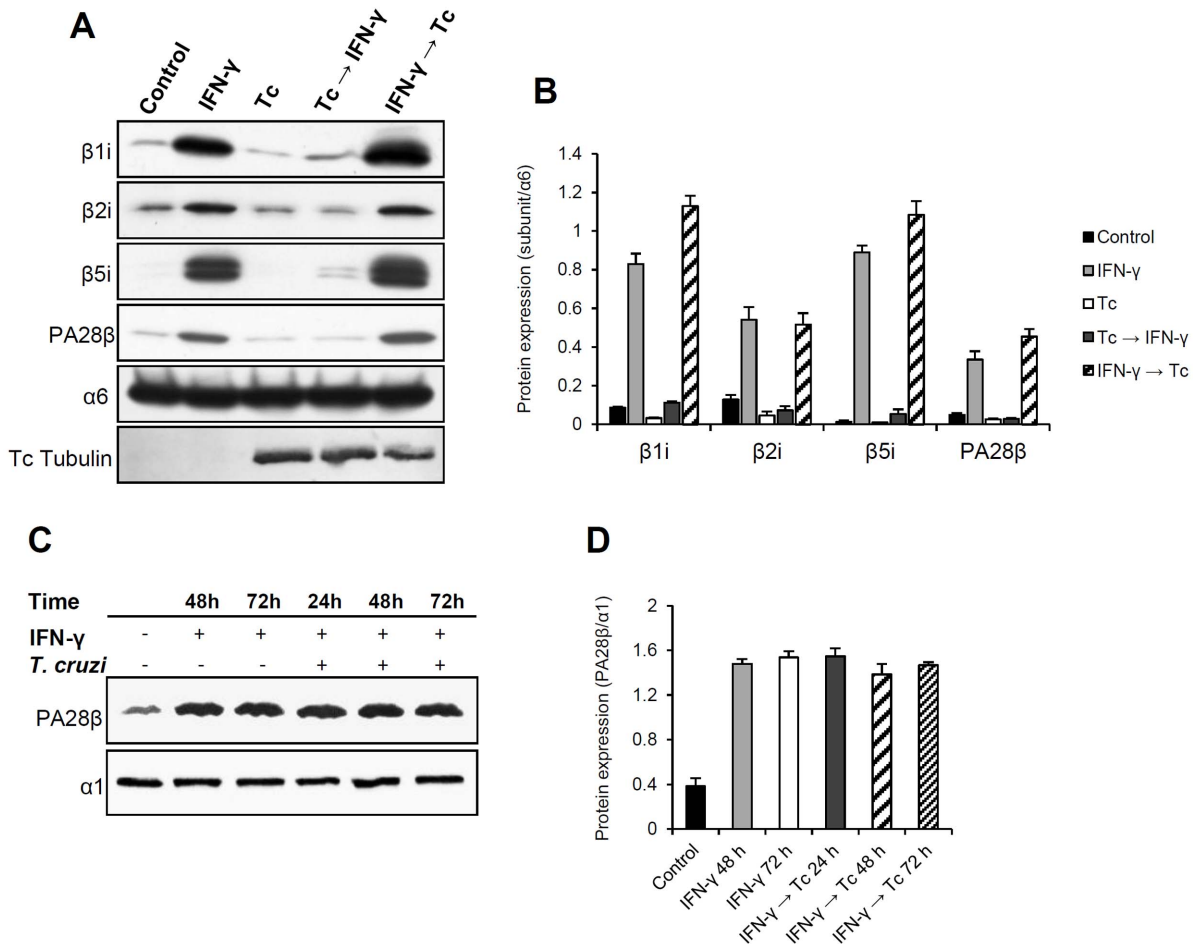 A
Control
IFN-γ
Tc
Tc → IFN-γ
IFN-γ → Tc
β1i
β2i
β5i
PA28β
α6
Tc Tubulin
B
Protein expression (subunit/α6)
1.4
1.2
1
0.8
0.6
0.4
0.2
0
β1i β2i β5i PA28β
Control
IFN-γ
Tc
Tc → IFN-γ
IFN-γ → Tc
C
Time 48h 72h 24h 48h 72h
IFN-γ - + + + + +
T. cruzi - - - + + +
PA28β
α1
D
Protein expression (PA28β/α1)
2
1.6
1.2
0.8
0.4
0
Control
IFN-γ 48 h
IFN-γ 72 h
IFN-γ → Tc 24 h
IFN-γ → Tc 48 h
IFN-γ → Tc 72 h